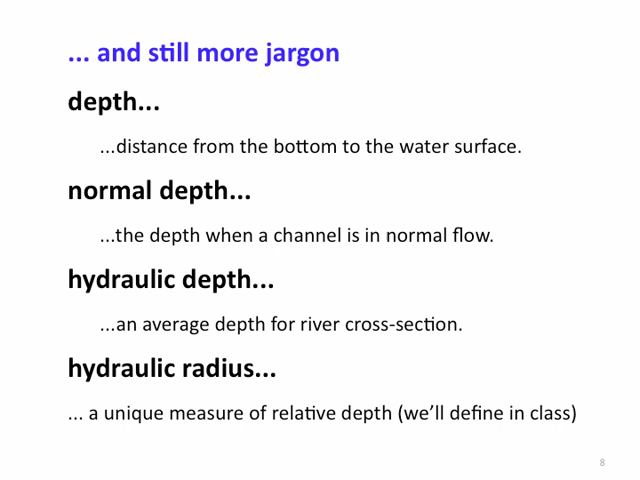 ... and still more jargon
depth...
...distance from the bottom to the water surface.
normal depth...
...the depth when a channel is in normal flow.
hydraulic depth...
...an average depth for river cross-section.
hydraulic radius...
... a unique measure of relative depth (we’ll define in class)
8